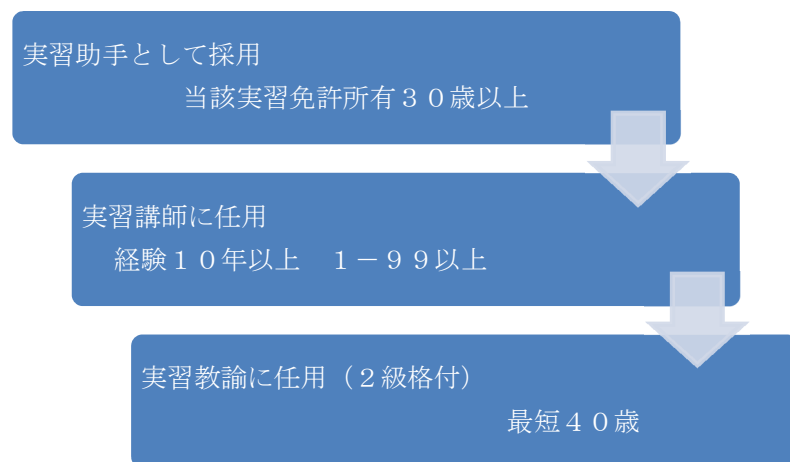 実習助手として採用
当該実習免許所有３０歳以上
実習講師に任用
経験１０年以上　１－９９以上
実習教諭に任用（２級格付）
最短４０歳